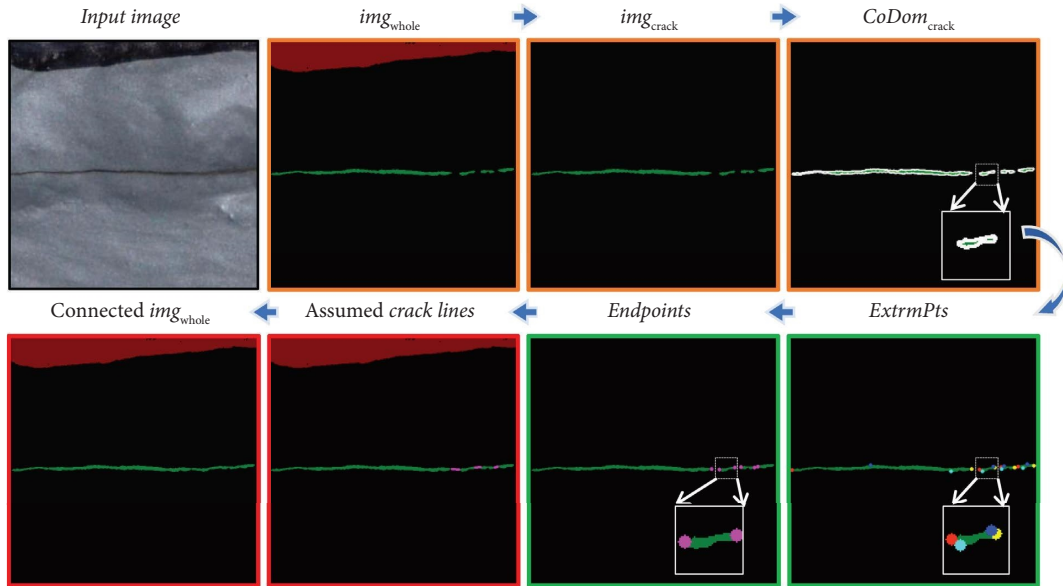 Input image
img_whole
img_crack
CoDom_crack
Connected img_whole
Assumed crack lines
Endpoints
ExtrmPts